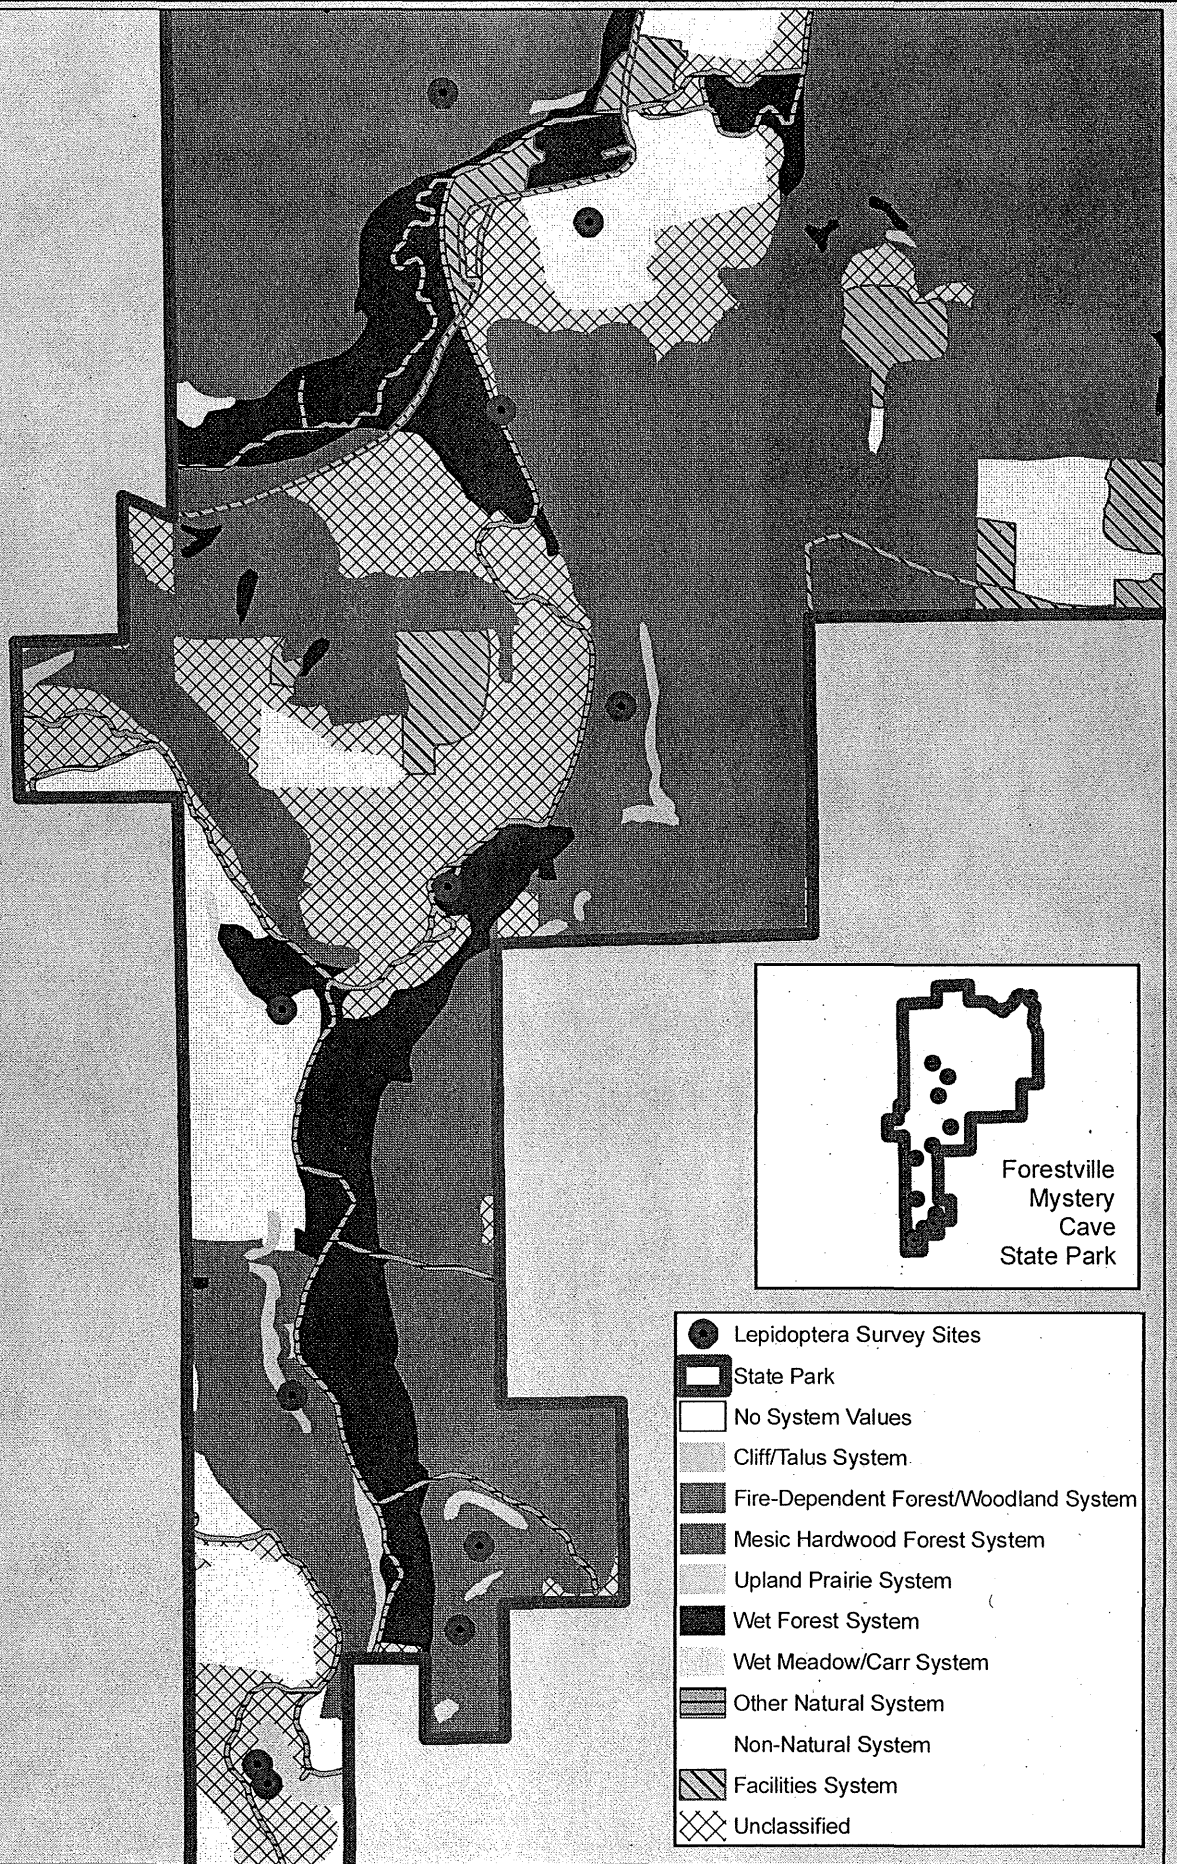 Forestville
Mystery
Cave
State Park
Lepidoptera Survey Sites
State Park
No System Values
Cliff/Talus System
Fire-Dependent Forest/Woodland System
Mesic Hardwood Forest System
Upland Prairie System
Wet Forest System
Wet Meadow/Carr System
Other Natural System
Non-Natural System
Facilities System
Unclassified